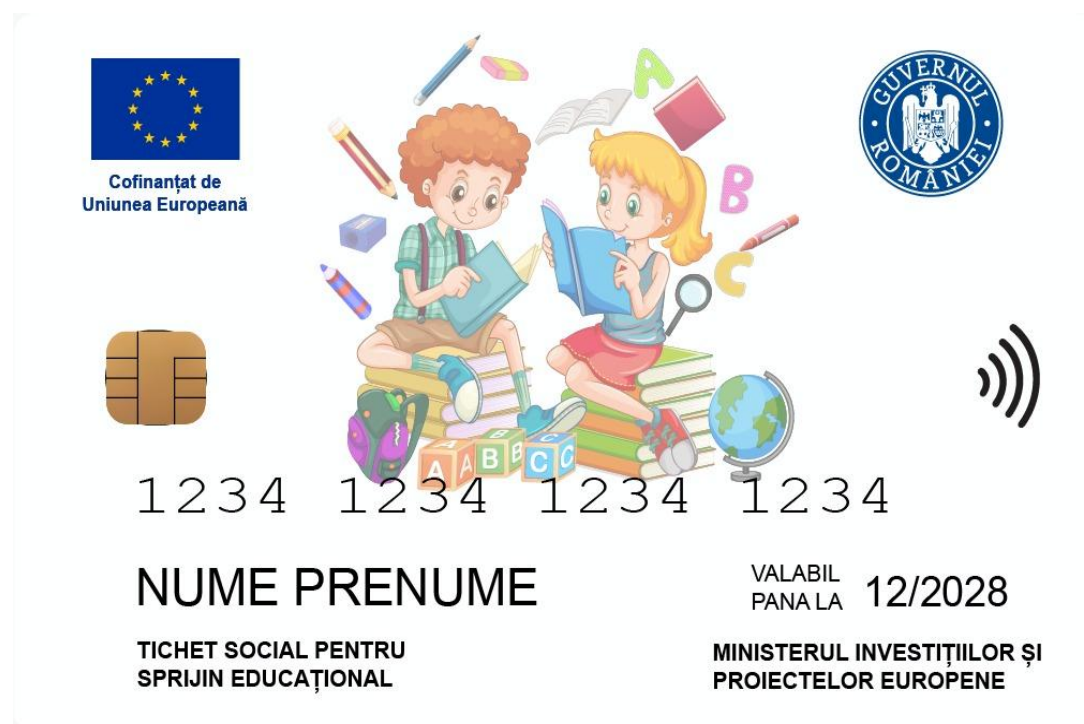 Cofinanțat de
Uniunea Europeană
GUVERNUL ROMÂNIEI
A
B
C
A A B B C C
1234 1234 1234 1234
NUME PRENUME
VALABIL
PANA LA 12/2028
TICHET SOCIAL PENTRU
SPRIJIN EDUCAȚIONAL
MINISTERUL INVESTIȚIILOR ȘI
PROIECTELOR EUROPENE